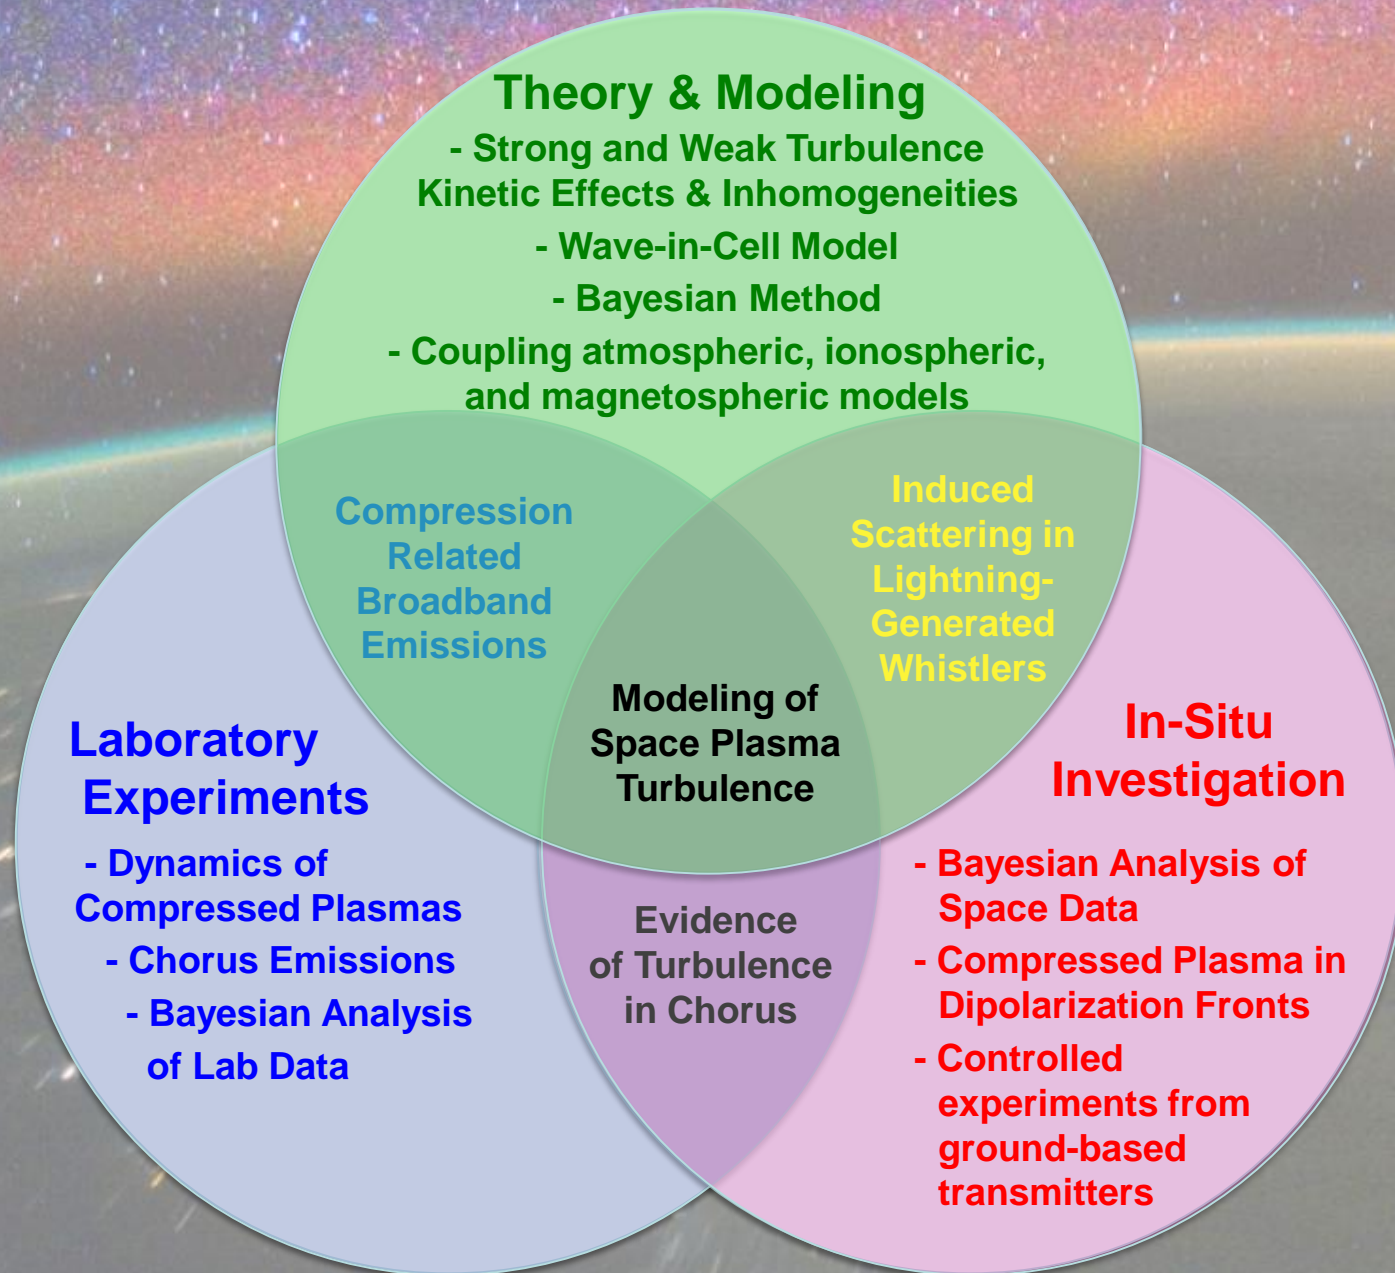 Theory & Modeling
- Strong and Weak Turbulence
Kinetic Effects & Inhomogeneities
- Wave-in-Cell Model
- Bayesian Method
- Coupling atmospheric, ionospheric,
and magnetospheric models
Compression
Related
Broadband
Emissions
Induced
Scattering in
Lightning-
Generated
Whistlers
Modeling of
Space Plasma
Turbulence
Laboratory
Experiments
- Dynamics of
Compressed Plasmas
- Chorus Emissions
- Bayesian Analysis
of Lab Data
Evidence
of Turbulence
in Chorus
In-Situ
Investigation
- Bayesian Analysis of
Space Data
- Compressed Plasma in
Dipolarization Fronts
- Controlled
experiments from
ground-based
transmitters